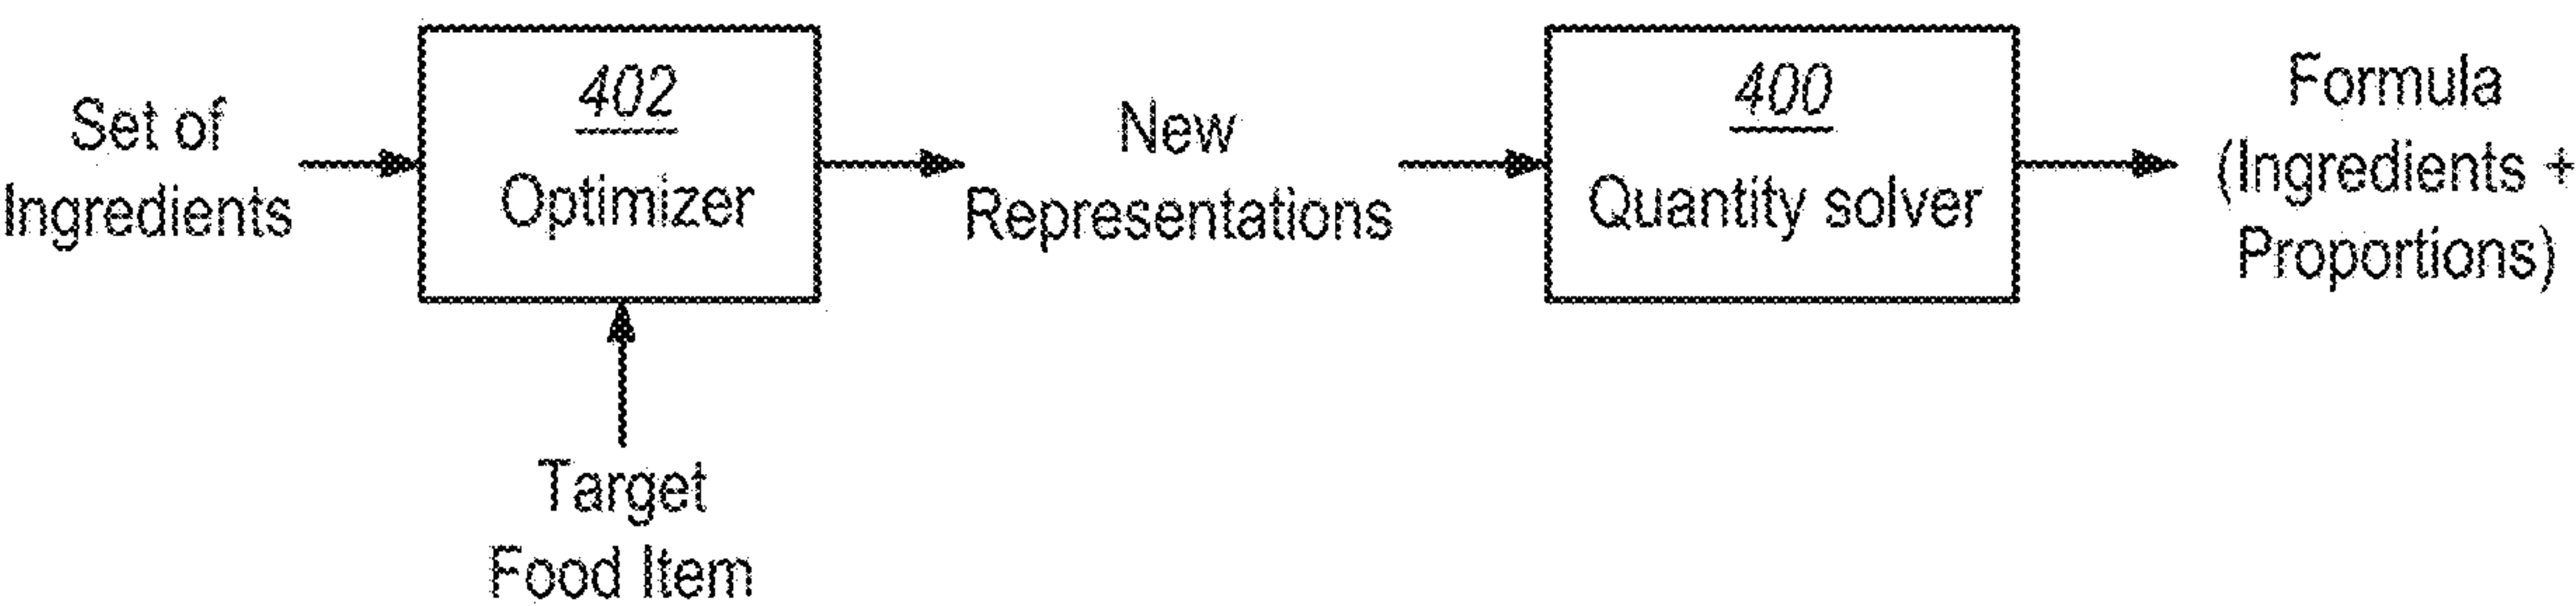 Set of
Ingredients
402
Optimizer
Target
Food Item
New
Representations
400
Quantity solver
Formula
(Ingredients +
Proportions)